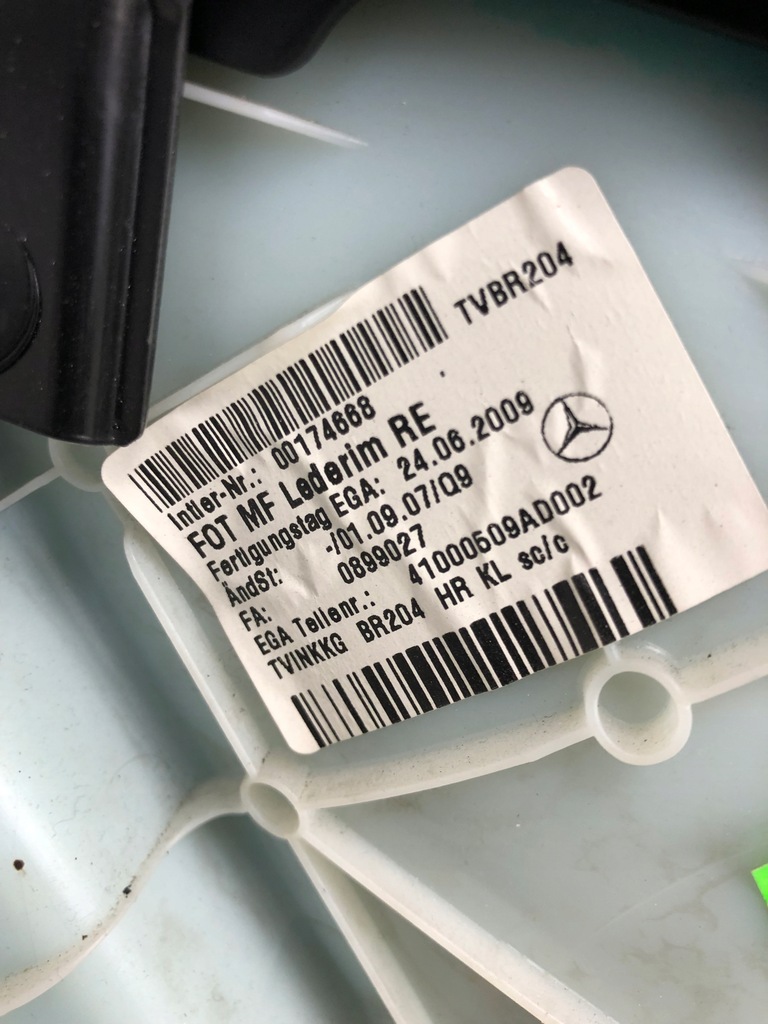 TVBR204
Intier-Nr.: 00174668
FOT MF Lederim RE
Fertigungstag EGA: 24.06.2009
ÄndSt: -/01.09.07/Q9
FA: 0899027
EGA Teilenr.: 41000509AD002
TVINKKG BR204 HR KL sc/c